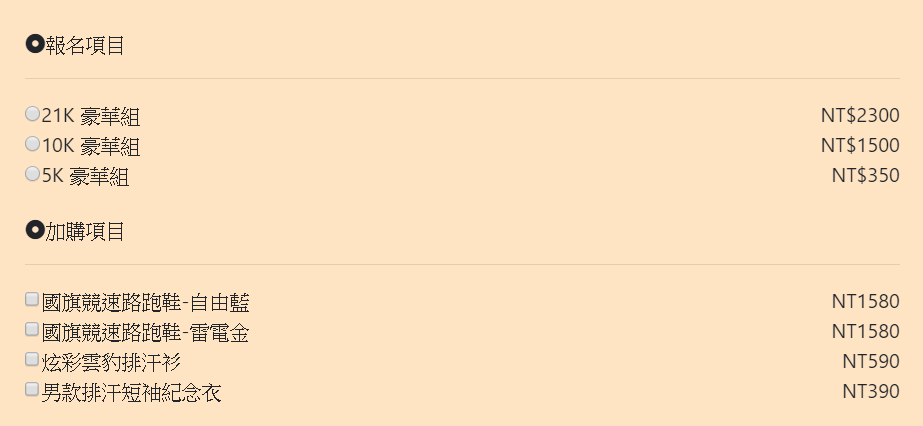 報名項目
21K 豪華組 NT$2300
10K 豪華組 NT$1500
5K 豪華組 NT$350
加購項目
國旗競速路跑鞋-自由藍 NT1580
國旗競速路跑鞋-雷電金 NT1580
炫彩雲豹排汗衫 NT590
男款排汗短袖紀念衣 NT390